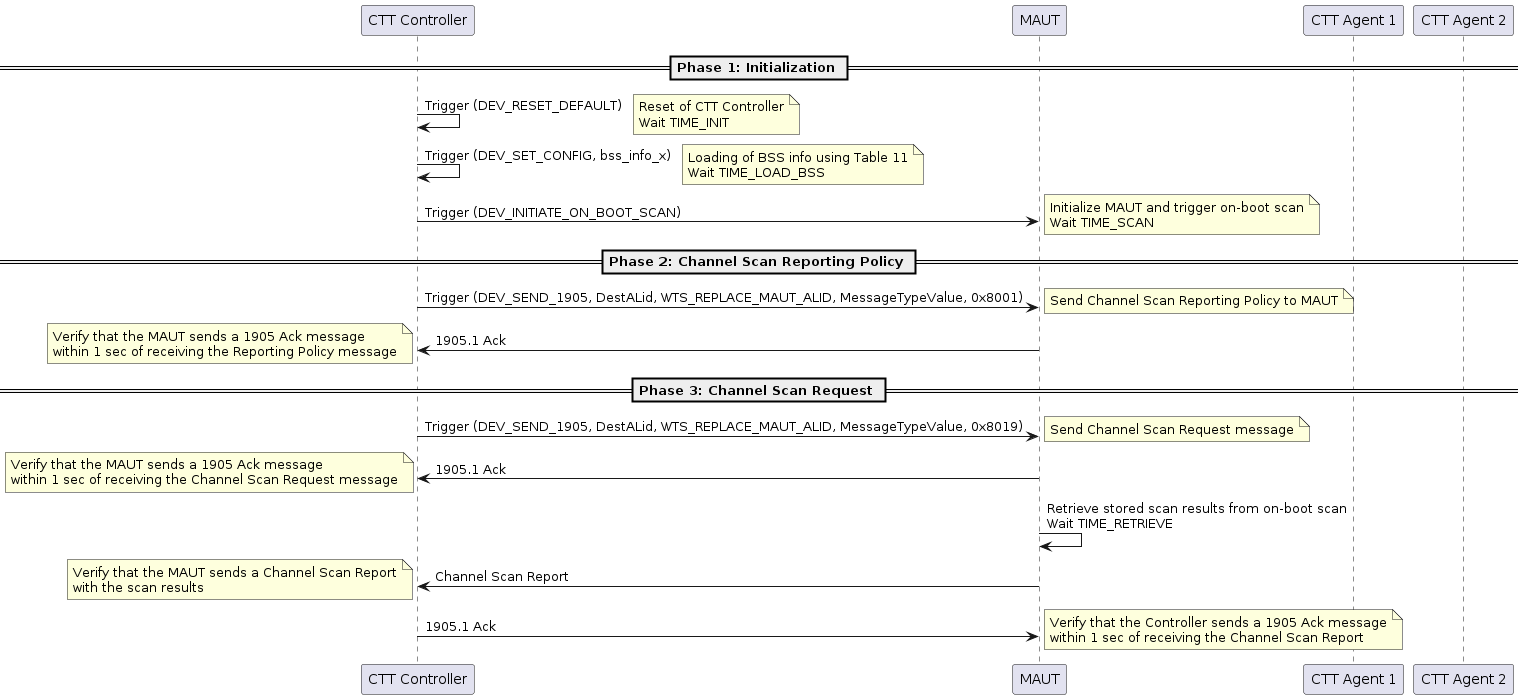 CTT Controller
MAUT
CTT Agent 1
CTT Agent 2
Phase 1: Initialization
Trigger (DEV_RESET_DEFAULT)
Reset of CTT Controller
Wait TIME_INIT
Trigger (DEV_SET_CONFIG, bss_info_x)
Loading of BSS info using Table 11
Wait TIME_LOAD_BSS
Trigger (DEV_INITIATE_ON_BOOT_SCAN)
Initialize MAUT and trigger on-boot scan
Wait TIME_SCAN
Phase 2: Channel Scan Reporting Policy
Trigger (DEV_SEND_1905, DestALid, WTS_REPLACE_MAUT_ALID, MessageTypeValue, 0x8001)
Send Channel Scan Reporting Policy to MAUT
Verify that the MAUT sends a 1905 Ack message
within 1 sec of receiving the Reporting Policy message
1905.1 Ack
Phase 3: Channel Scan Request
Trigger (DEV_SEND_1905, DestALid, WTS_REPLACE_MAUT_ALID, MessageTypeValue, 0x8019)
Send Channel Scan Request message
Verify that the MAUT sends a 1905 Ack message
within 1 sec of receiving the Channel Scan Request message
1905.1 Ack
Retrieve stored scan results from on-boot scan
Wait TIME_RETRIEVE
Verify that the MAUT sends a Channel Scan Report
with the scan results
Channel Scan Report
1905.1 Ack
Verify that the Controller sends a 1905 Ack message
within 1 sec of receiving the Channel Scan Report
CTT Controller
MAUT
CTT Agent 1
CTT Agent 2